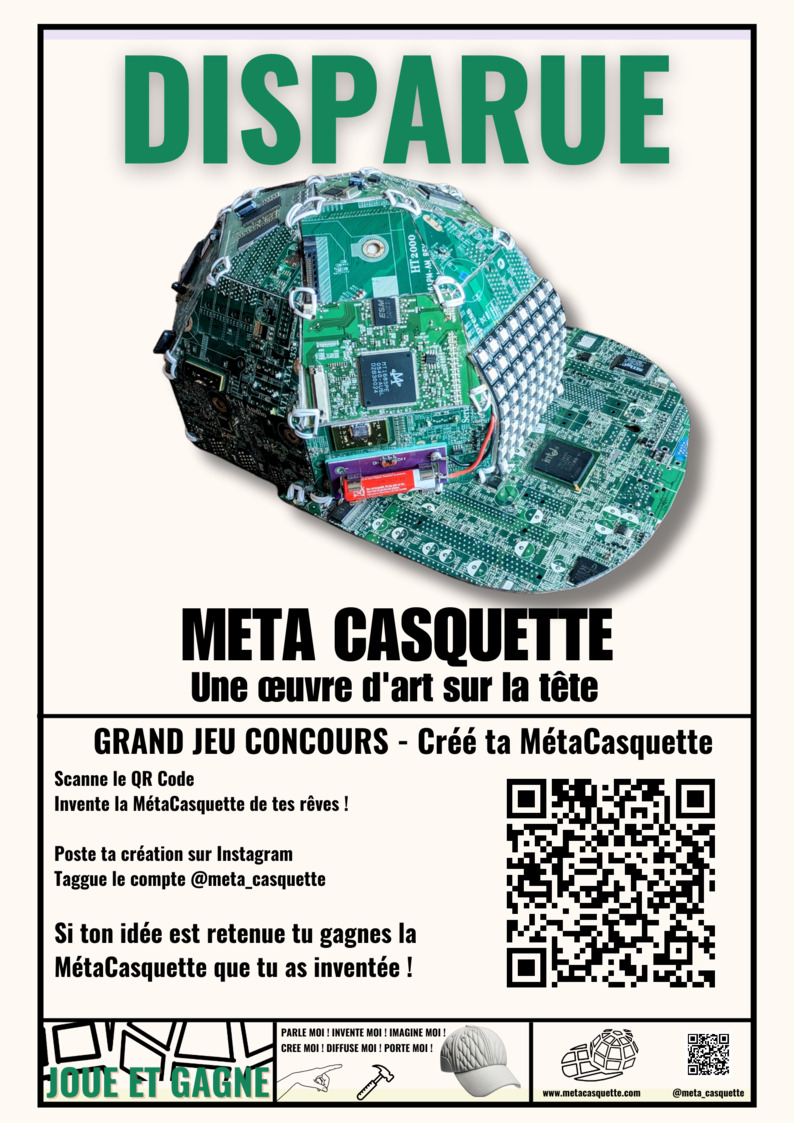 DISPARUE
HT2000
META CASQUETTE
Une œuvre d'art sur la tête
GRAND JEU CONCOURS - Créé ta MétaCasquette
Scanne le QR Code
Invente la MétaCasquette de tes rêves !
Poste ta création sur Instagram
Taggue le compte @meta_casquette
Si ton idée est retenue tu gagnes la
MétaCasquette que tu as inventée !
JOUE ET GAGNE
PARLE MOI ! INVENTE MOI ! IMAGINE MOI !
CREE MOI ! DIFFUSE MOI ! PORTE MOI !
www.metacasquette.com
@meta_casquette